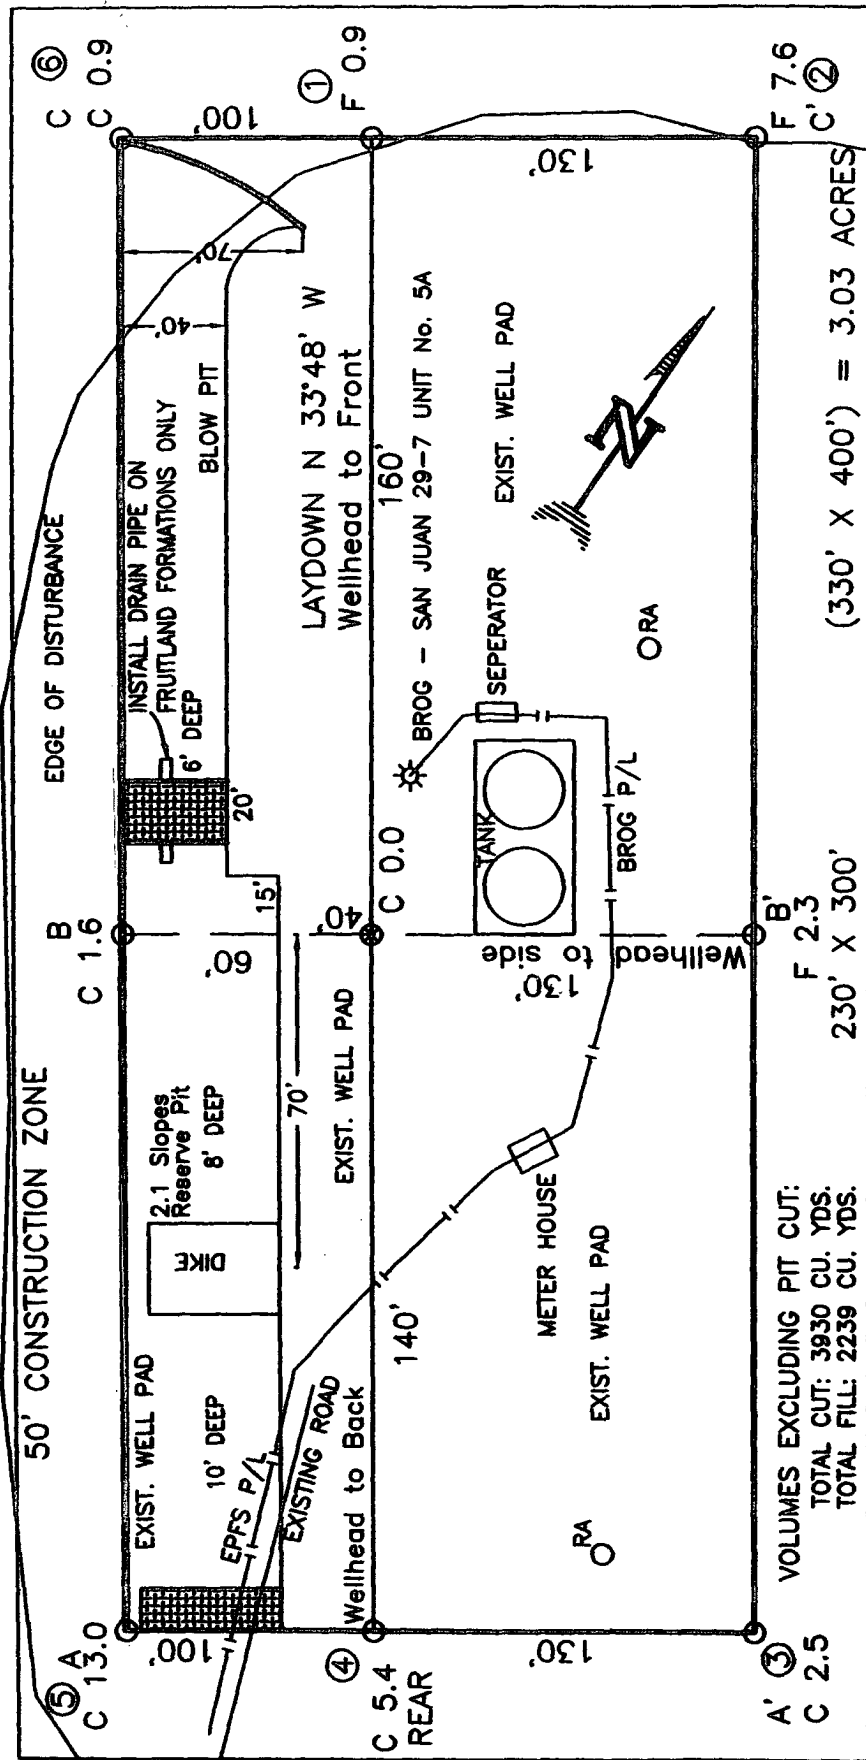 50' CONSTRUCTION ZONE
EDGE OF DISTURBANCE
⑤ A
C 13.0
B
C 1.6
C ⑥
C 0.9
EXIST. WELL PAD
2.1 Slopes
Reserve Pit
8' DEEP
DIKE
10' DEEP
INSTALL DRAIN PIPE ON
FRUITLAND FORMATIONS ONLY
6' DEEP
20'
BLOW PIT
40'
70'
100'
100'
60'
15'
40'
70'
EPFS P/L
EXISTING ROAD
EXIST. WELL PAD
LAYDOWN N 33°48' W
Wellhead to Front
160'
① 
F 0.9
④
C 5.4
REAR
Wellhead to Back
140'
C 0.0
BROG - SAN JUAN 29-7 UNIT No. 5A
SEPERATOR
TANK
EXIST. WELL PAD
N
METER HOUSE
EXIST. WELL PAD
BROG P/L
130'
Wellhead to side
RA
RA
130'
130'
A' ③
C 2.5
B'
F 2.3
F 7.6
C' ②
VOLUMES EXCLUDING PIT CUT:
TOTAL CUT: 3930 CU. YDS.
TOTAL FILL: 2239 CU. YDS.
230' X 300'
(330' X 400') = 3.03 ACRES